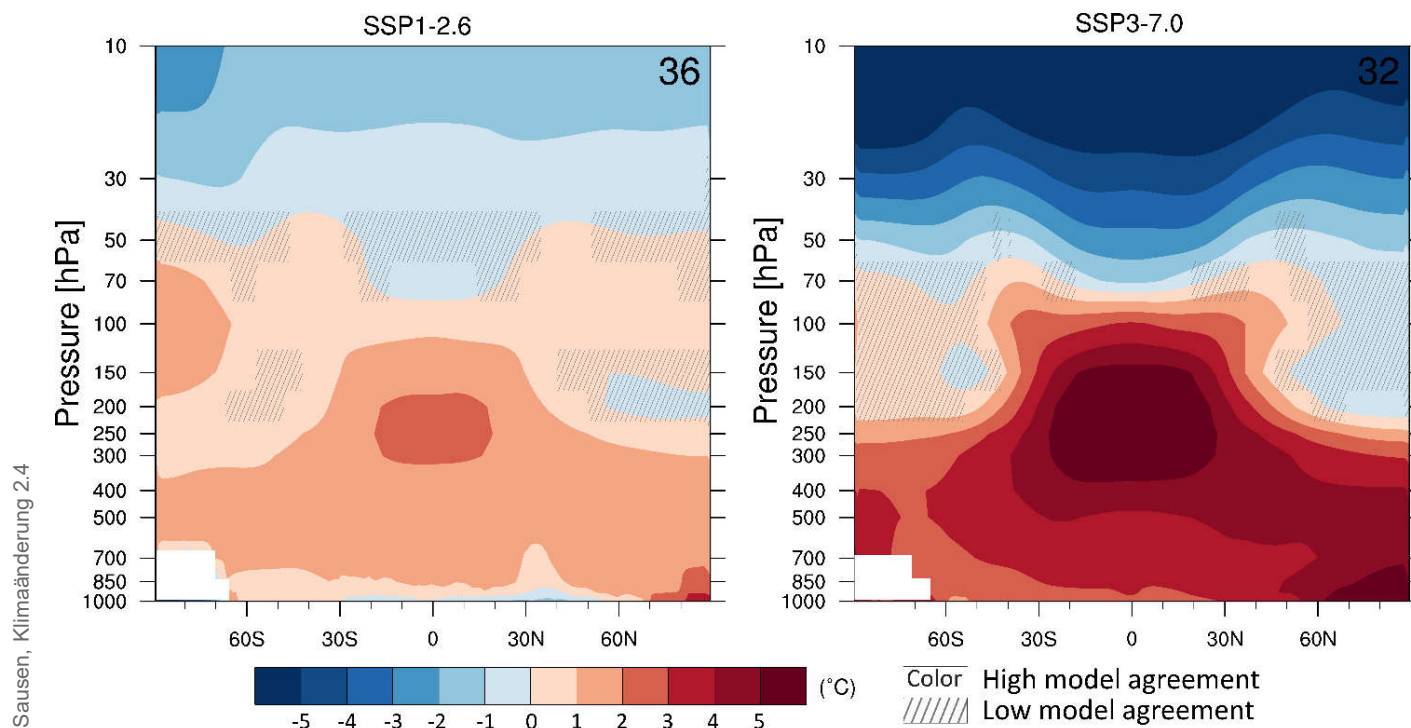 SSP1-2.6
SSP3-7.0
36
32
Pressure [hPa]
10
30
50
70
100
150
200
250
300
400
500
700
850
1000
60S 30S 0 30N 60N
Pressure [hPa]
10
30
50
70
100
150
200
250
300
400
500
700
850
1000
60S 30S 0 30N 60N
-5 -4 -3 -2 -1 0 1 2 3 4 5
(°C)
Color High model agreement
Low model agreement
Sausen, Klimaänderung 2.4